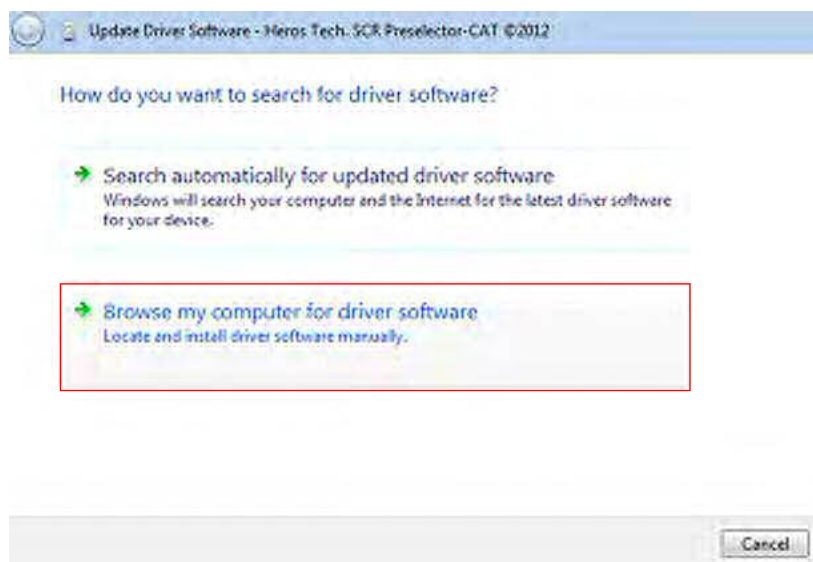 Update Driver Software - Heros Tech. SCR Preselector-CAT ©2012
How do you want to search for driver software?
Search automatically for updated driver software
Windows will search your computer and the Internet for the latest driver software
for your device.
Browse my computer for driver software
Locate and install driver software manually.
Cancel